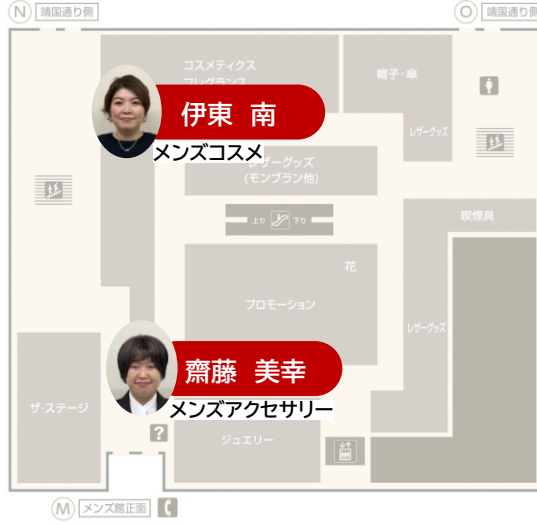 N 靖国通り側
O 靖国通り側
コスメティクス
フレグランス
帽子・傘
伊東 南
メンズコスメ
レザーグッズ
レザーグッズ
(モンブラン他)
上り 下り
喫煙具
花
プロモーション
レザーグッズ
齋藤 美幸
メンズアクセサリー
ザ・ステージ
?
ジュエリー
M メンズ館正面